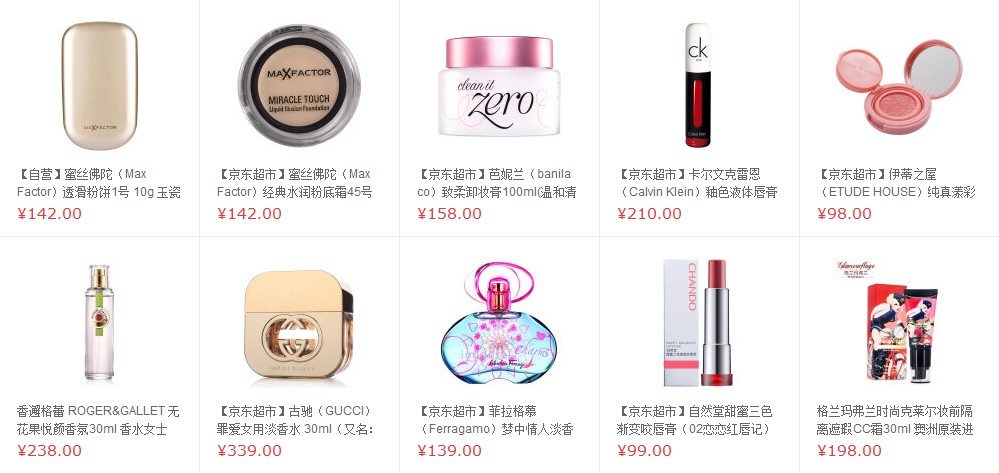 MAXFACTOR
MAXFACTOR
MIRACLE TOUCH
Liquid Illusion Foundation
clean it
zero
ck
Calvin Klein
【自营】蜜丝佛陀（Max
Factor）透滑粉饼1号 10g 玉瓷
¥142.00
【京东超市】蜜丝佛陀（Max
Factor）经典水润粉底霜45号
¥142.00
【京东超市】芭妮兰（banila
co）致柔卸妆膏100ml(温和清
¥158.00
【京东超市】卡尔文克雷恩
（Calvin Klein）釉色液体唇膏
¥210.00
【京东超市】伊蒂之屋
（ETUDE HOUSE）纯真漾彩
¥98.00
CHANDO
Glamourflage
格兰玛弗兰
香邂格蕾 ROGER&GALLET 无
花果悦颜香氛30ml 香水女士
¥238.00
【京东超市】古驰（GUCCI）
罪爱女用淡香水 30ml（又名：
¥339.00
【京东超市】菲拉格慕
（Ferragamo）梦中情人淡香
¥139.00
【京东超市】自然堂甜蜜三色
渐变咬唇膏（02恋恋红唇记）
¥99.00
格兰玛弗兰时尚克莱尔妆前隔
离遮瑕CC霜30ml 澳洲原装进
¥198.00